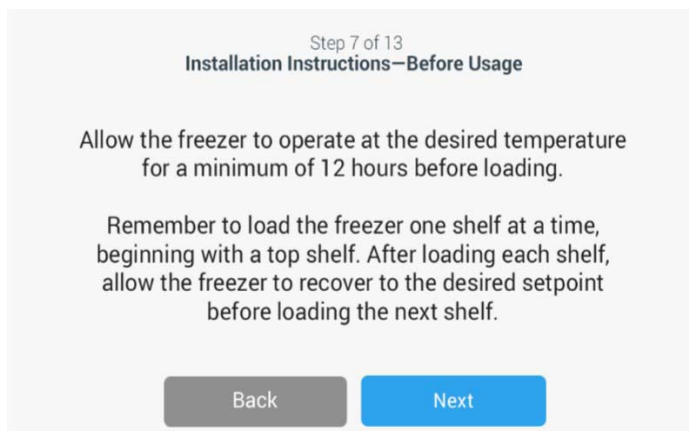 Step 7 of 13
Installation Instructions—Before Usage
Allow the freezer to operate at the desired temperature
for a minimum of 12 hours before loading.
Remember to load the freezer one shelf at a time,
beginning with a top shelf. After loading each shelf,
allow the freezer to recover to the desired setpoint
before loading the next shelf.
Back
Next